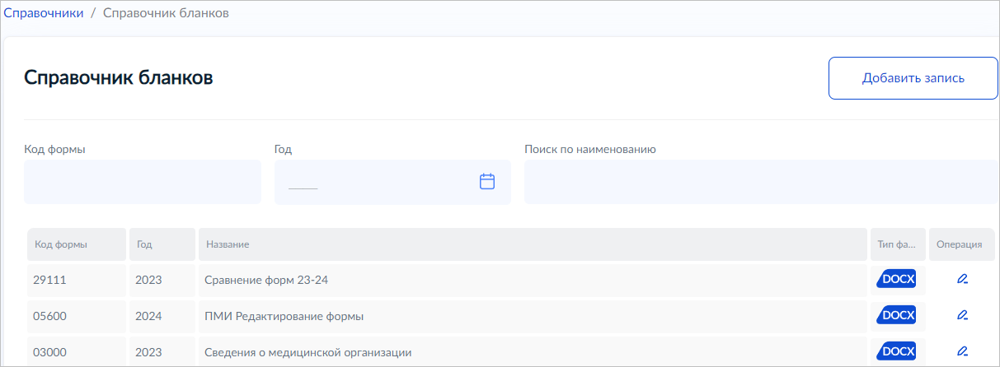 Справочники / Справочник бланков
Справочник бланков
Добавить запись
Код формы Год Поиск по наименованию
Код формы Год Название Тип фа... Операция
29111 2023 Сравнение форм 23-24 DOCX
05600 2024 ПМИ Редактирование формы DOCX
03000 2023 Сведения о медицинской организации DOCX